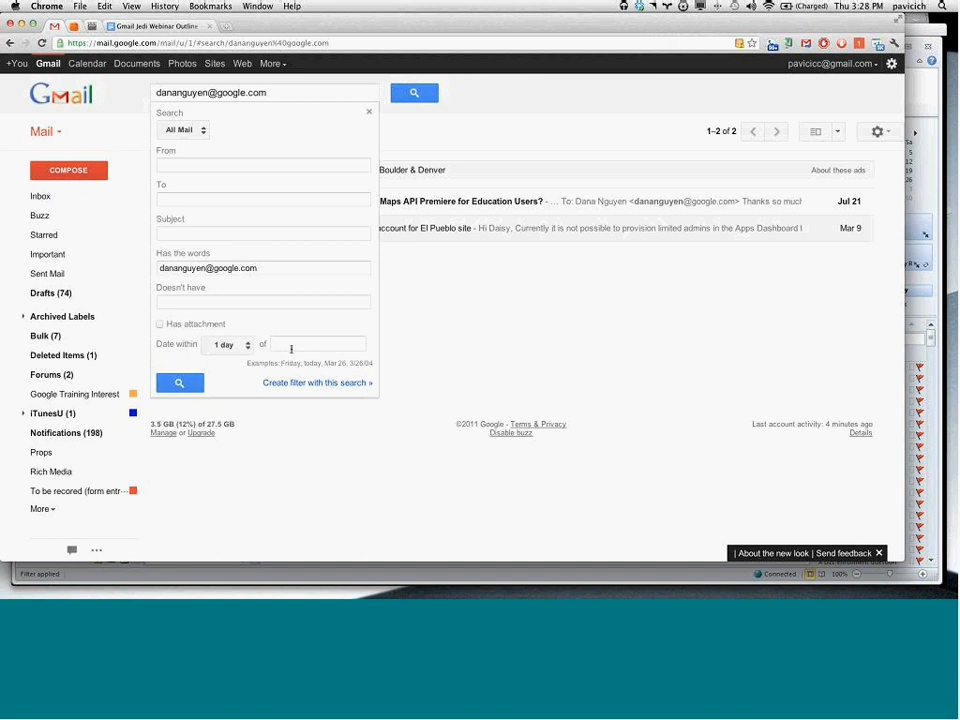 Chrome File Edit View History Bookmarks Window Help
(Charged) Thu 3:28 PM pavicich
Gmail Jedi Webinar Outline
https://mail.google.com/mail/u/1/#search/dananguyen%40google.com
+You Gmail Calendar Documents Photos Sites Web More
pavicicc@gmail.com
Gmail
dananguyen@google.com
Search
All Mail
From
To
Subject
Has the words
dananguyen@google.com
Doesn't have
Has attachment
Date within 1 day of
Examples: Friday, today, Mar 26, 3/26/04
Create filter with this search »
Mail
1–2 of 2
COMPOSE
Boulder & Denver
About these ads
Maps API Premiere for Education Users? - ... To: Dana Nguyen <dananguyen@google.com> Thanks so much
Jul 21
account for El Pueblo site - Hi Daisy, Currently it is not possible to provision limited admins in the Apps Dashboard
Mar 9
Inbox
Buzz
Starred
Important
Sent Mail
Drafts (74)
Archived Labels
Bulk (7)
Deleted Items (1)
Forums (2)
Google Training Interest
iTunesU (1)
Notifications (198)
Props
Rich Media
To be recored (form entr...
More
3.5 GB (12%) of 27.5 GB
Manage or Upgrade
©2011 Google - Terms & Privacy
Disable buzz
Last account activity: 4 minutes ago
Details
| About the new look | Send feedback
Filter applied
Connected
100%